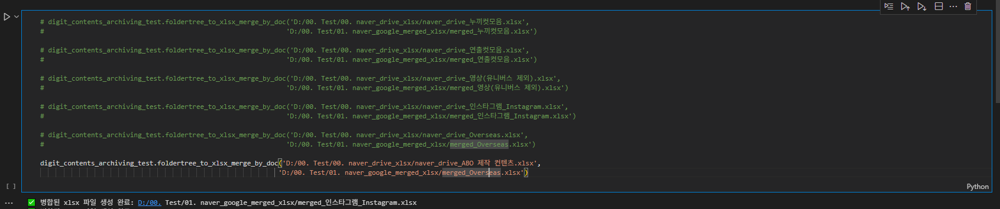 # digit_contents_archiving_test.foldertree_to_xlsx_merge_by_doc('D:/00. Test/00. naver_drive_xlsx/naver_drive_누끼컷모음.xlsx',
# 'D:/00. Test/01. naver_google_merged_xlsx/merged_누끼컷모음.xlsx')
# digit_contents_archiving_test.foldertree_to_xlsx_merge_by_doc('D:/00. Test/00. naver_drive_xlsx/naver_drive_연출컷모음.xlsx',
# 'D:/00. Test/01. naver_google_merged_xlsx/merged_연출컷모음.xlsx')
# digit_contents_archiving_test.foldertree_to_xlsx_merge_by_doc('D:/00. Test/00. naver_drive_xlsx/naver_drive_영상(유니버스 제외).xlsx',
# 'D:/00. Test/01. naver_google_merged_xlsx/merged_영상(유니버스 제외).xlsx')
# digit_contents_archiving_test.foldertree_to_xlsx_merge_by_doc('D:/00. Test/00. naver_drive_xlsx/naver_drive_인스타그램_Instagram.xlsx',
# 'D:/00. Test/01. naver_google_merged_xlsx/merged_인스타그램_Instagram.xlsx')
# digit_contents_archiving_test.foldertree_to_xlsx_merge_by_doc('D:/00. Test/00. naver_drive_xlsx/naver_drive_Overseas.xlsx',
# 'D:/00. Test/01. naver_google_merged_xlsx/merged_Overseas.xlsx')
digit_contents_archiving_test.foldertree_to_xlsx_merge_by_doc('D:/00. Test/00. naver_drive_xlsx/naver_drive_ABO 제작 컨텐츠.xlsx',
'D:/00. Test/01. naver_google_merged_xlsx/merged_Overseas.xlsx')
[ ]
Python
병합된 xlsx 파일 생성 완료: D:/00. Test/01. naver_google_merged_xlsx/merged_인스타그램_Instagram.xlsx